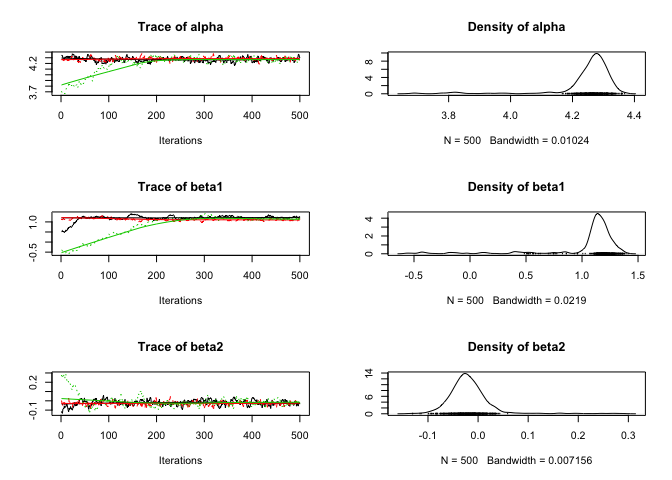 Trace of alpha
3.7 4.2
0 100 200 300 400 500
Iterations
Density of alpha
0 4 8
3.8 4.0 4.2 4.4
N = 500 Bandwidth = 0.01024
Trace of beta1
-0.5 1.0
0 100 200 300 400 500
Iterations
Density of beta1
0 2 4
-0.5 0.0 0.5 1.0 1.5
N = 500 Bandwidth = 0.0219
Trace of beta2
-0.1 0.2
0 100 200 300 400 500
Iterations
Density of beta2
0 6 14
-0.1 0.0 0.1 0.2 0.3
N = 500 Bandwidth = 0.007156